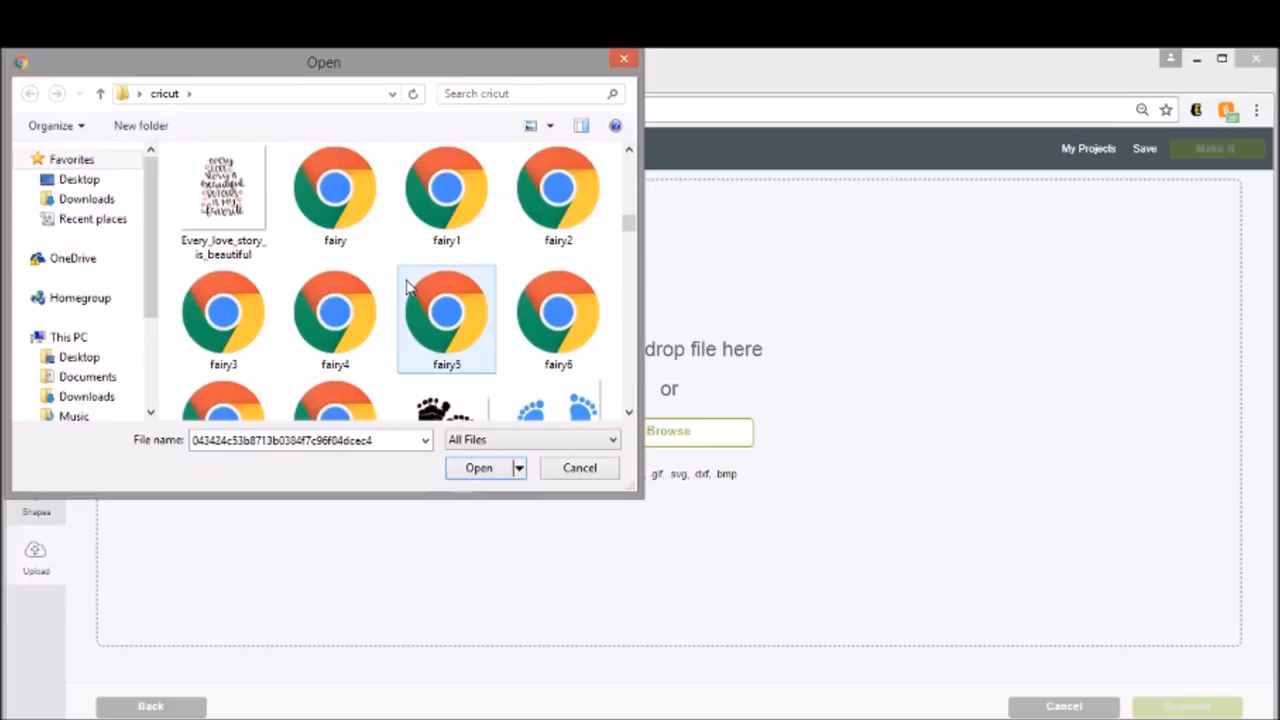 Open
cricut
Search cricut
Organize
New folder
Favorites
Desktop
Downloads
Recent places
OneDrive
Homegroup
This PC
Desktop
Documents
Downloads
Music
Every_love_story_
is_beautiful
fairy
fairy1
fairy2
fairy3
fairy4
fairy5
fairy6
File name:
043424c53b8713b0384f7c96f04dcec4
All Files
Open
Cancel
My Projects
Save
Make It
drop file here
or
Browse
gif, svg, dxf, bmp
Shapes
Upload
Back
Cancel